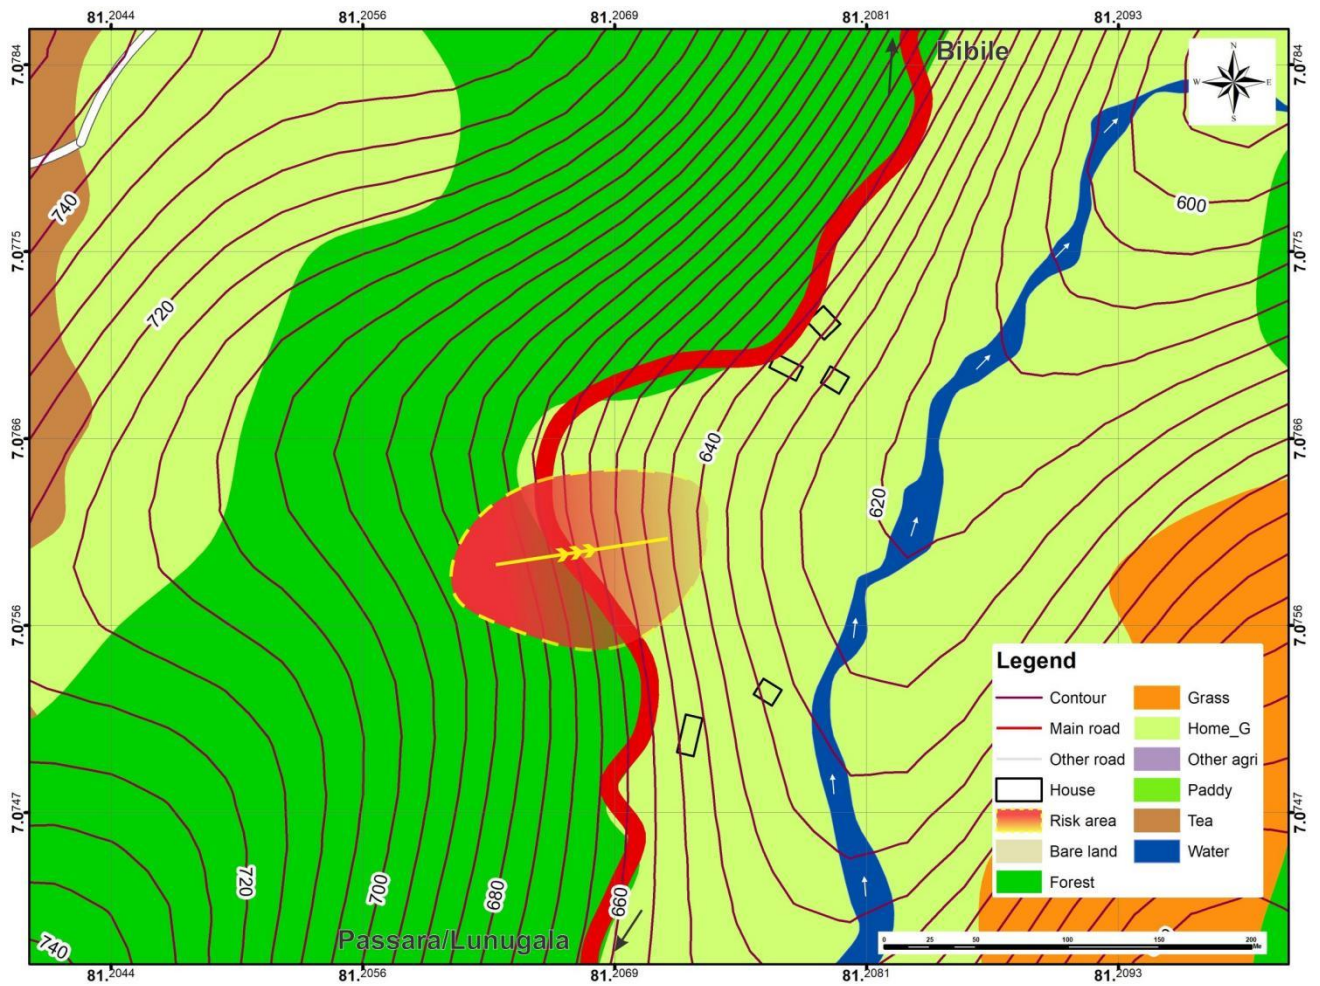 81.2044 81.2056 81.2069 81.2081 81.2093
Bibile
N
W E
S
7.0784 7.0784
740
600
7.0775 7.0775
720
7.0766 7.0766
640
620
7.0756 7.0756
Legend
Contour Grass
Main road Home_G
Other road Other agri
House Paddy
Risk area Tea
Bare land Water
Forest
7.0747 7.0747
720 700 680 660
Passara/Lunugala
740
0 25 50 100 150 200
Me
81.2044 81.2056 81.2069 81.2081 81.2093